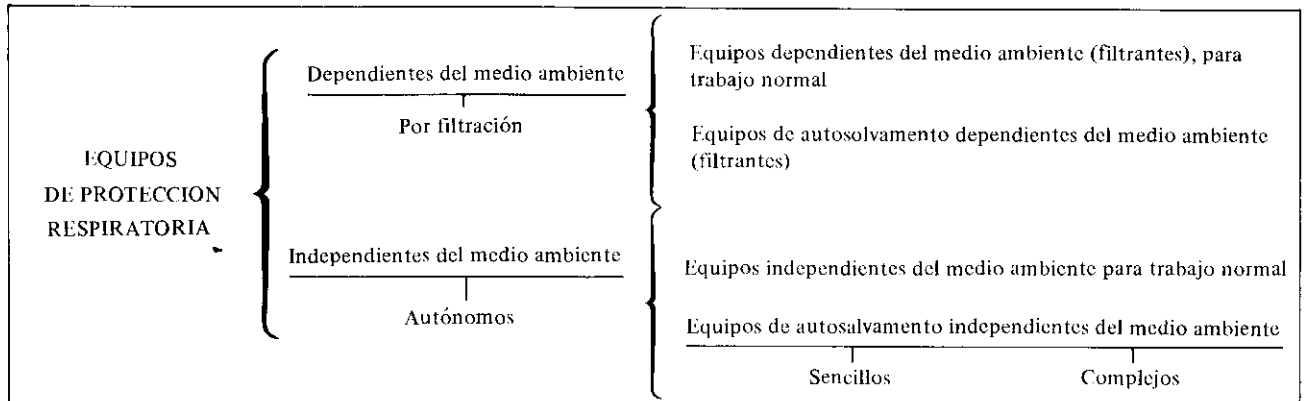 EQUIPOS
DE PROTECCION
RESPIRATORIA
Dependientes del medio ambiente
Por filtración
Equipos dependientes del medio ambiente (filtrantes), para
trabajo normal
Equipos de autosolvamento dependientes del medio ambiente
(filtrantes)
Independientes del medio ambiente
Autónomos
Equipos independientes del medio ambiente para trabajo normal
Equipos de autosalvamento independientes del medio ambiente
Sencillos
Complejos